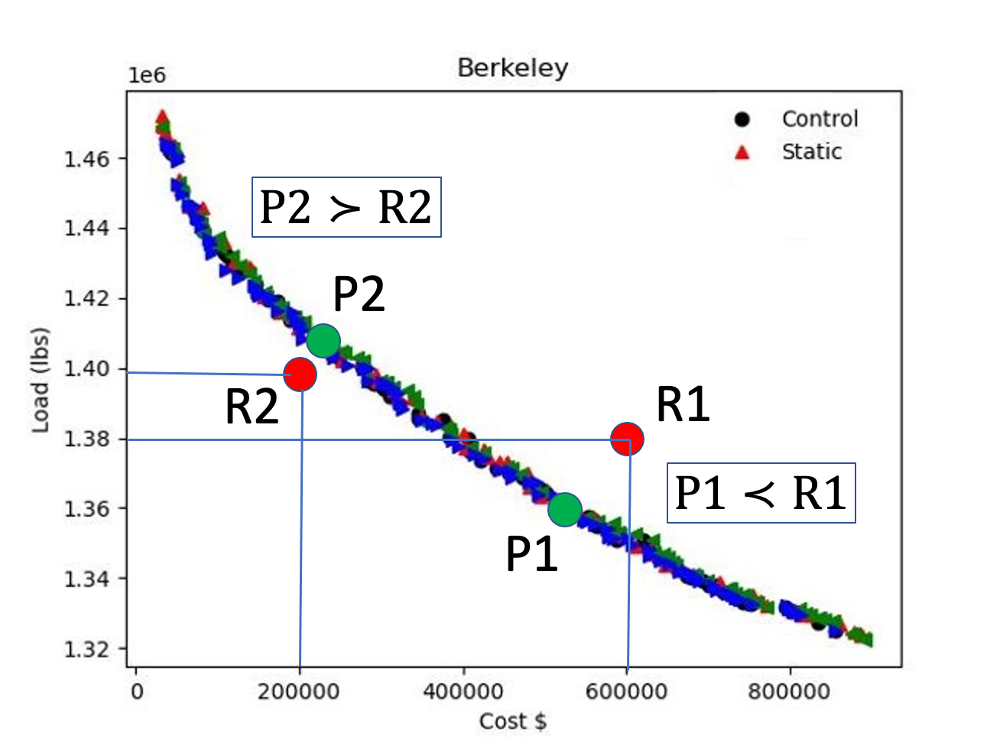 Berkeley
1e6
Control
Static
1.46
1.44
1.42
1.40
1.38
1.36
1.34
1.32
Load (lbs)
P2 ≻ R2
P2
R2
R1
P1 ≺ R1
P1
0 200000 400000 600000 800000
Cost $